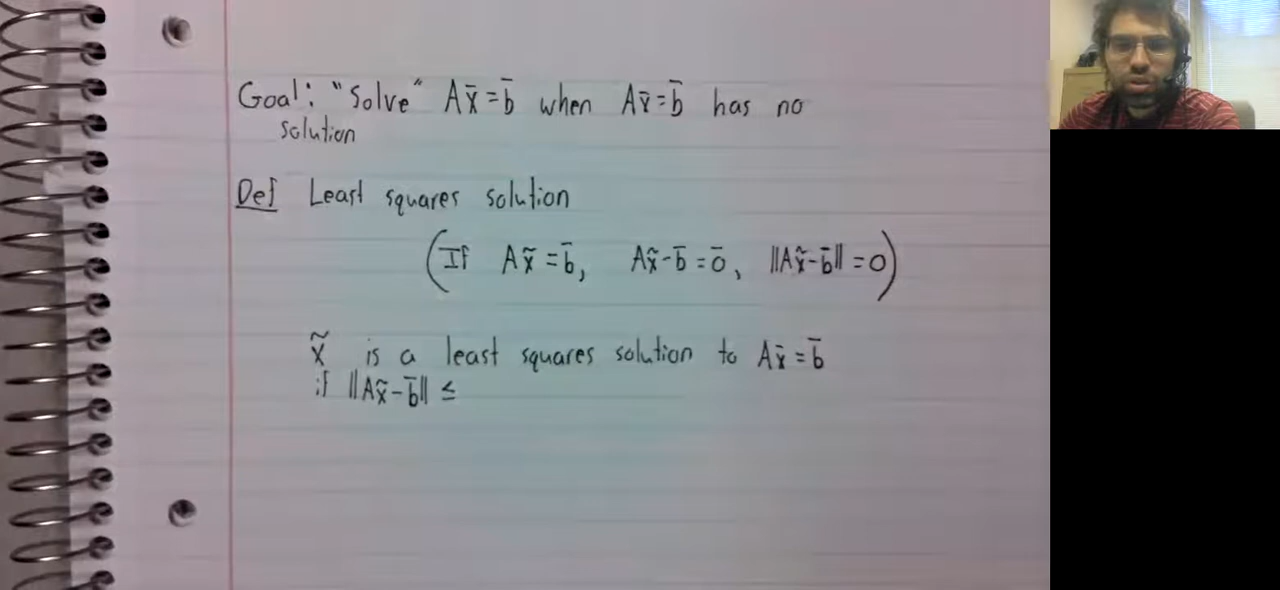 Goal: "Solve" Ax̄ = b̄ when Ax̄ = b̄ has no
solution
Def Least squares solution
(If Ax̃ = b̄, Ax̃ - b̄ = 0̄, ||Ax̃ - b̄|| = 0)
x̃ is a least squares solution to Ax̄ = b̄
if ||Ax̃ - b̄|| ≤